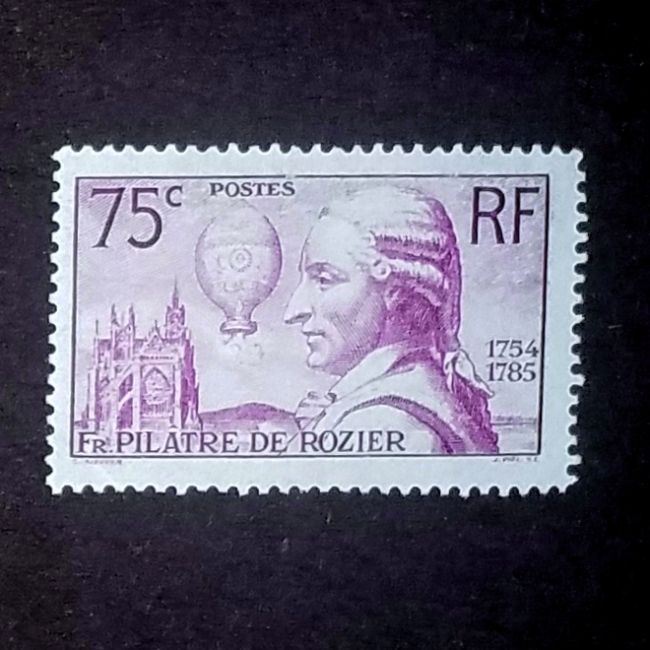 75c POSTES RF
1754
1785
FR. PILATRE DE ROZIER